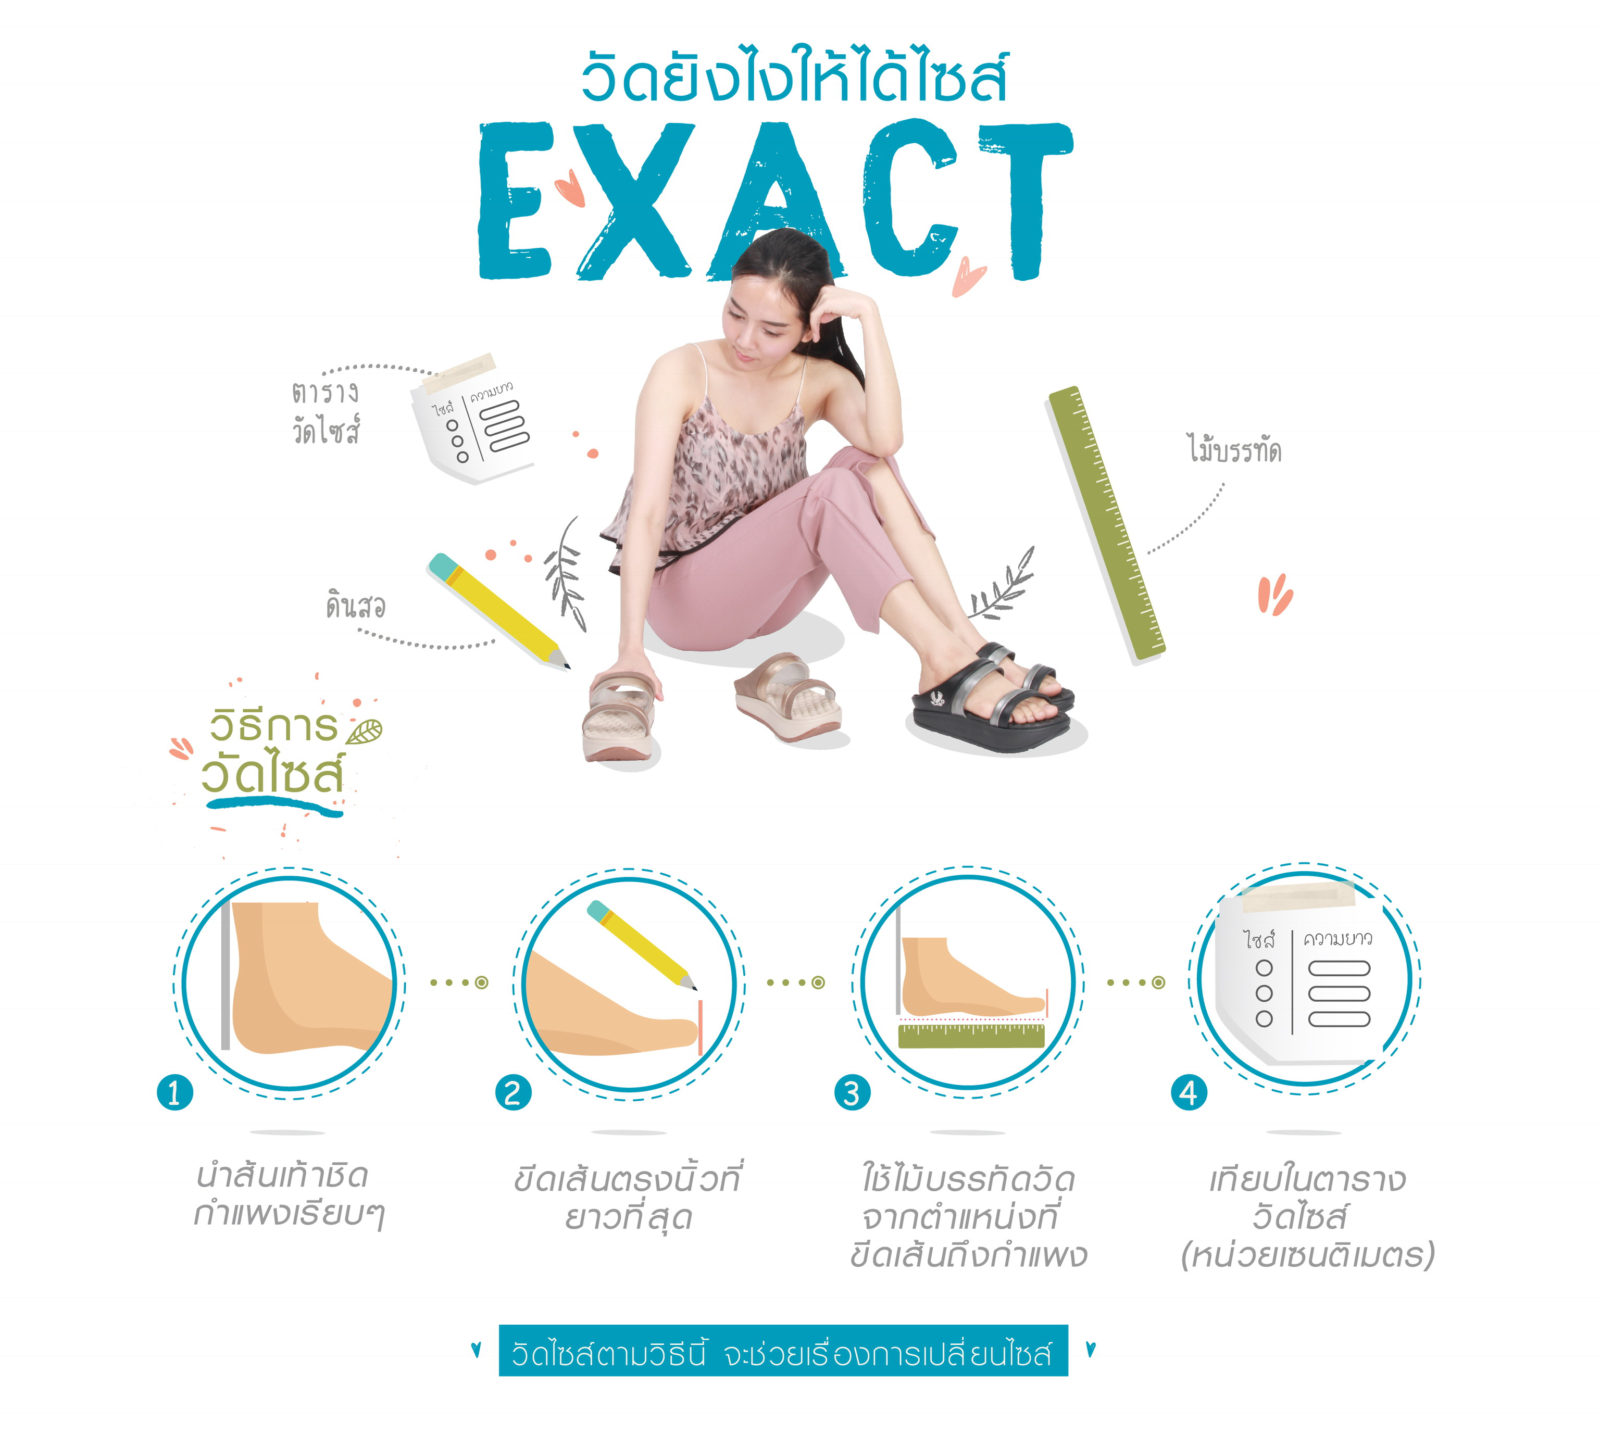 วัดยังไงให้ได้ไซส์
EXACT
ตาราง
วัดไซส์
ไซส์ ความยาว
ไม้บรรทัด
ดินสอ
วิธีการ
วัดไซส์
1
นำส้นเท้าชิด
กำแพงเรียบๆ
2
ขีดเส้นตรงนิ้วที่
ยาวที่สุด
3
ใช้ไม้บรรทัดวัด
จากตำแหน่งที่
ขีดเส้นถึงกำแพง
ไซส์ ความยาว
4
เทียบในตาราง
วัดไซส์
(หน่วยเซนติเมตร)
วัดไซส์ตามวิธีนี้ จะช่วยเรื่องการเปลี่ยนไซส์